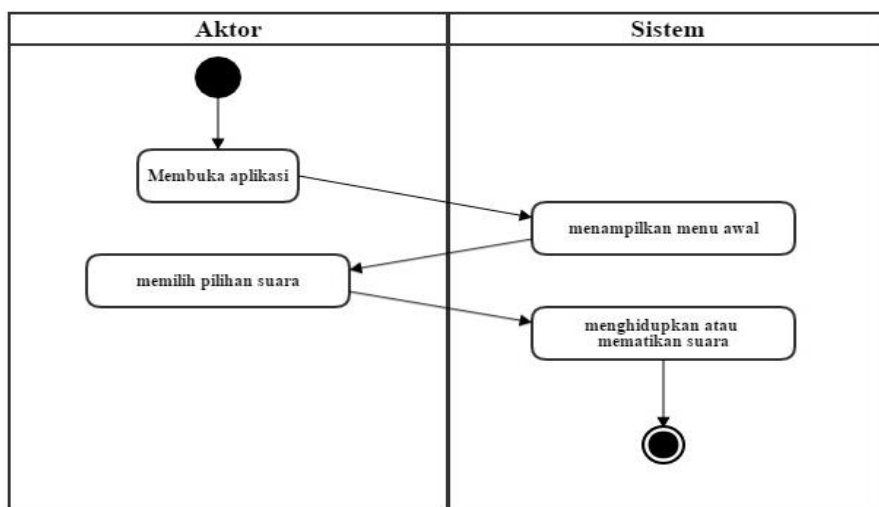 Aktor
Sistem
Membuka aplikasi
menampilkan menu awal
memilih pilihan suara
menghidupkan atau
mematikan suara